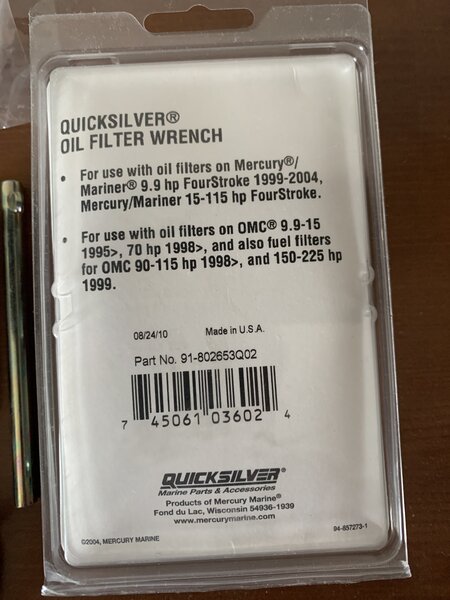 QUICKSILVER®
OIL FILTER WRENCH
• For use with oil filters on Mercury®/
Mariner® 9.9 hp FourStroke 1999-2004,
Mercury/Mariner 15-115 hp FourStroke.
• For use with oil filters on OMC® 9.9-15
1995>, 70 hp 1998>, and also fuel filters
for OMC 90-115 hp 1998>, and 150-225 hp
1999.
08/24/10 Made in U.S.A.
Part No. 91-802653Q02
7 45061 03602 4
QUICKSILVER®
Marine Parts & Accessories
Products of Mercury Marine®
Fond du Lac, Wisconsin 54936-1939
www.mercurymarine.com
©2004, MERCURY MARINE 94-857273-1